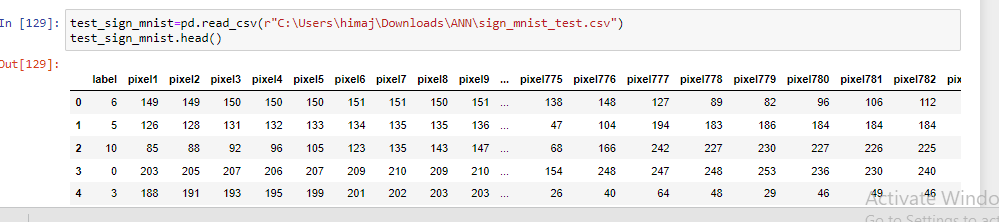 In [129]: test_sign_mnist=pd.read_csv(r"C:\Users\himaj\Downloads\ANN\sign_mnist_test.csv")
test_sign_mnist.head()
Out[129]:
label pixel1 pixel2 pixel3 pixel4 pixel5 pixel6 pixel7 pixel8 pixel9 ... pixel775 pixel776 pixel777 pixel778 pixel779 pixel780 pixel781 pixel782 pix
0 6 149 149 150 150 150 151 151 150 151 ... 138 148 127 89 82 96 106 112
1 5 126 128 131 132 133 134 135 135 136 ... 47 104 194 183 186 184 184 184
2 10 85 88 92 96 105 123 135 143 147 ... 68 166 242 227 230 227 226 225
3 0 203 205 207 206 207 209 210 209 210 ... 154 248 247 248 253 236 230 240
4 3 188 191 193 195 199 201 202 203 203 ... 26 40 64 48 29 46 49 46
Activate Windo
Go to Settings to act